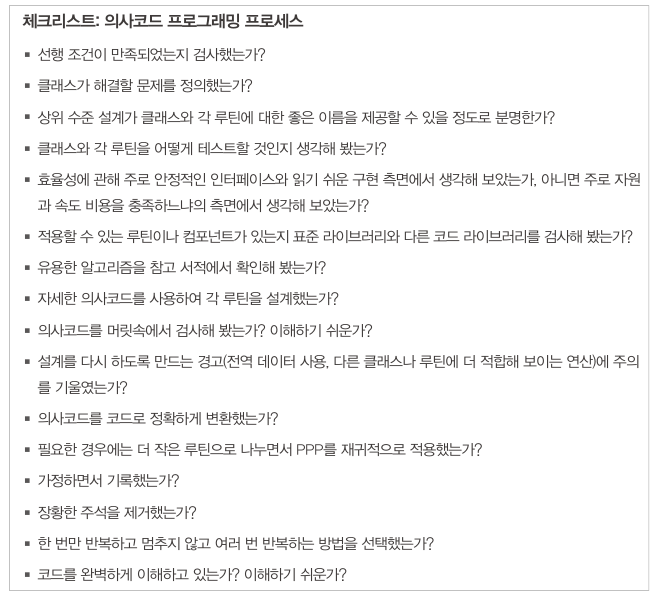 체크리스트: 의사코드 프로그래밍 프로세스
▪ 선행 조건이 만족되었는지 검사했는가?
▪ 클래스가 해결할 문제를 정의했는가?
▪ 상위 수준 설계가 클래스와 각 루틴에 대한 좋은 이름을 제공할 수 있을 정도로 분명한가?
▪ 클래스와 각 루틴을 어떻게 테스트할 것인지 생각해 봤는가?
▪ 효율성에 관해 주로 안정적인 인터페이스와 읽기 쉬운 구현 측면에서 생각해 보았는가, 아니면 주로 자원
과 속도 비용을 충족하느냐의 측면에서 생각해 보았는가?
▪ 적용할 수 있는 루틴이나 컴포넌트가 있는지 표준 라이브러리와 다른 코드 라이브러리를 검사해 봤는가?
▪ 유용한 알고리즘을 참고 서적에서 확인해 봤는가?
▪ 자세한 의사코드를 사용하여 각 루틴을 설계했는가?
▪ 의사코드를 머릿속에서 검사해 봤는가? 이해하기 쉬운가?
▪ 설계를 다시 하도록 만드는 경고(전역 데이터 사용, 다른 클래스나 루틴에 더 적합해 보이는 연산)에 주의
를 기울였는가?
▪ 의사코드를 코드로 정확하게 변환했는가?
▪ 필요한 경우에는 더 작은 루틴으로 나누면서 PPP를 재귀적으로 적용했는가?
▪ 가정하면서 기록했는가?
▪ 장황한 주석을 제거했는가?
▪ 한 번만 반복하고 멈추지 않고 여러 번 반복하는 방법을 선택했는가?
▪ 코드를 완벽하게 이해하고 있는가? 이해하기 쉬운가?